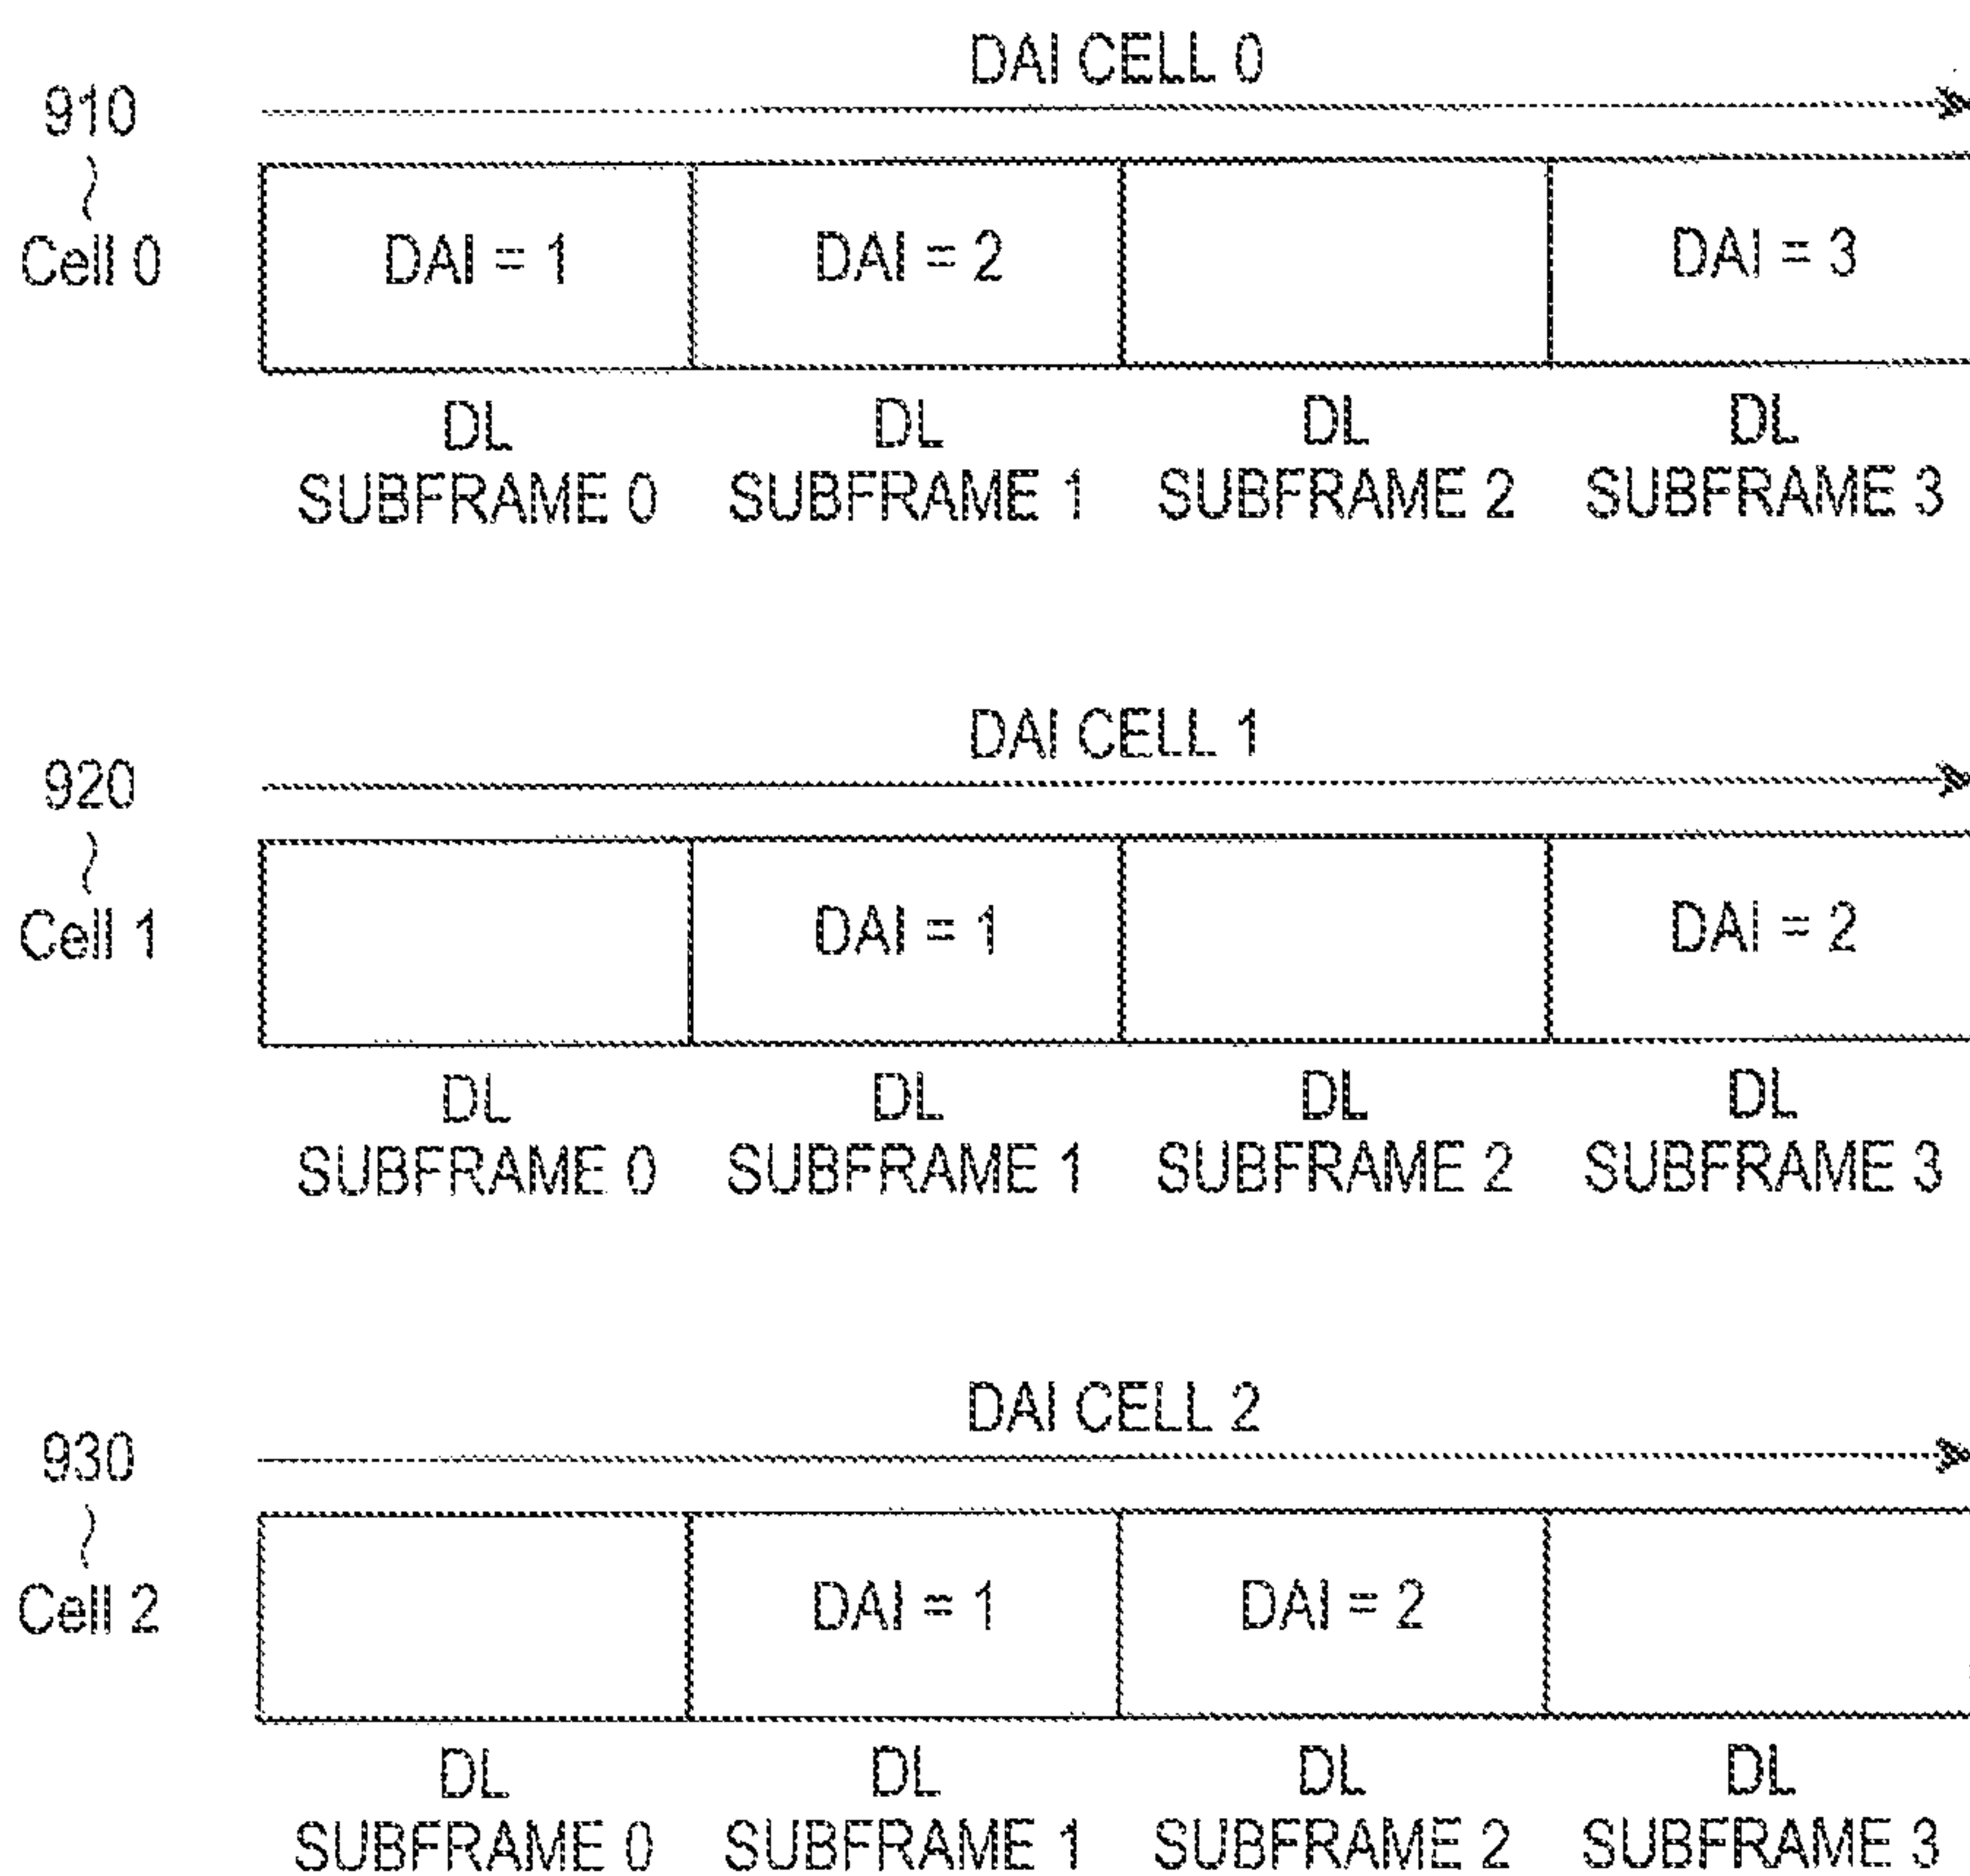 DAI CELL 0
910
Cell 0
DAI = 1 DAI = 2 DAI = 3
DL DL DL DL
SUBFRAME 0 SUBFRAME 1 SUBFRAME 2 SUBFRAME 3
DAI CELL 1
920
Cell 1
DAI = 1 DAI = 2
DL DL DL DL
SUBFRAME 0 SUBFRAME 1 SUBFRAME 2 SUBFRAME 3
DAI CELL 2
930
Cell 2
DAI = 1 DAI = 2
DL DL DL DL
SUBFRAME 0 SUBFRAME 1 SUBFRAME 2 SUBFRAME 3